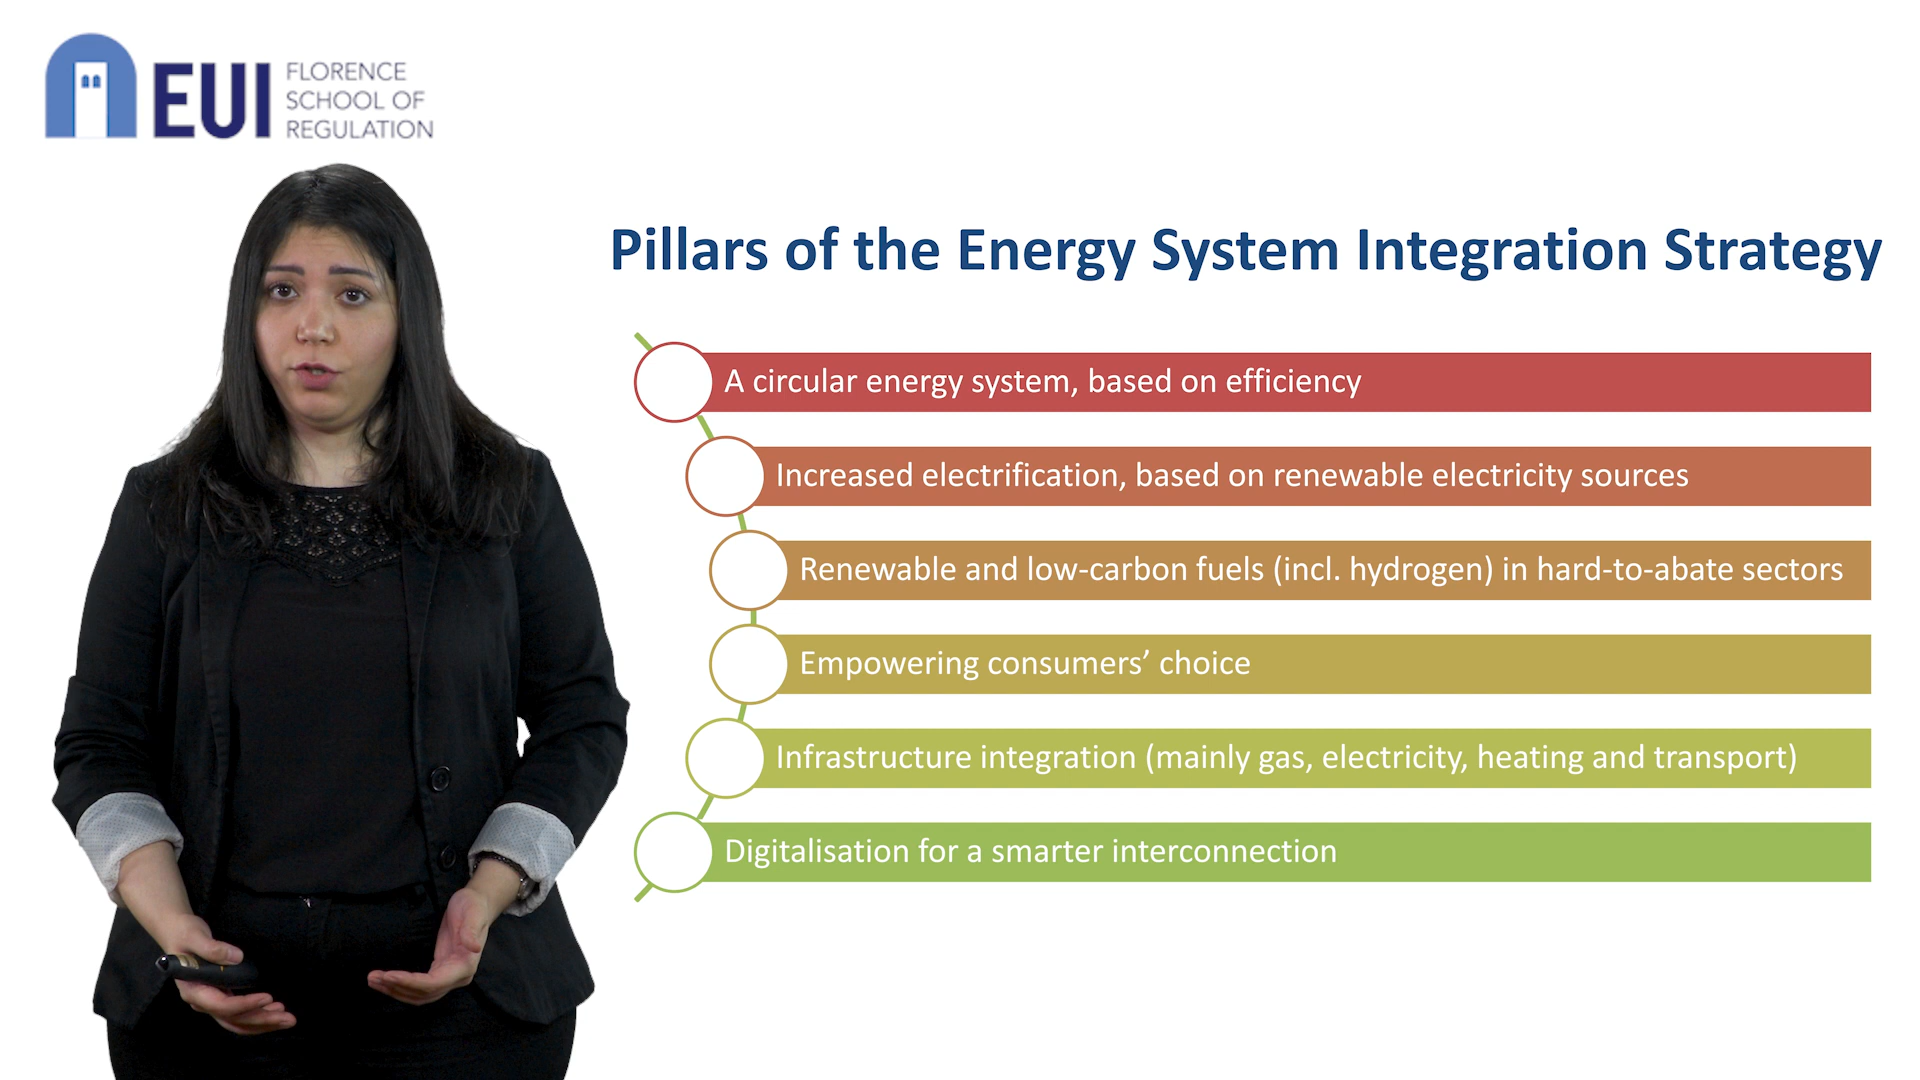 EUI
FLORENCE
SCHOOL OF
REGULATION
Pillars of the Energy System Integration Strategy
A circular energy system, based on efficiency
Increased electrification, based on renewable electricity sources
Renewable and low-carbon fuels (incl. hydrogen) in hard-to-abate sectors
Empowering consumers’ choice
Infrastructure integration (mainly gas, electricity, heating and transport)
Digitalisation for a smarter interconnection